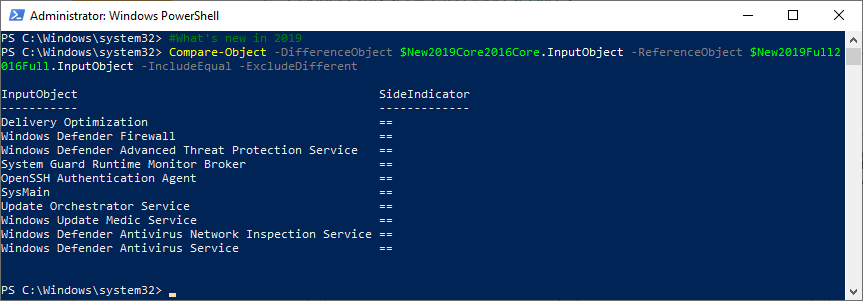 Administrator: Windows PowerShell
PS C:\Windows\system32> #What's new in 2019
PS C:\Windows\system32> Compare-Object -DifferenceObject $New2019Core2016Core.InputObject -ReferenceObject $New2019Full2
016Full.InputObject -IncludeEqual -ExcludeDifferent
InputObject SideIndicator
----------- -------------
Delivery Optimization ==
Windows Defender Firewall ==
Windows Defender Advanced Threat Protection Service ==
System Guard Runtime Monitor Broker ==
OpenSSH Authentication Agent ==
SysMain ==
Update Orchestrator Service ==
Windows Update Medic Service ==
Windows Defender Antivirus Network Inspection Service ==
Windows Defender Antivirus Service ==
PS C:\Windows\system32> _